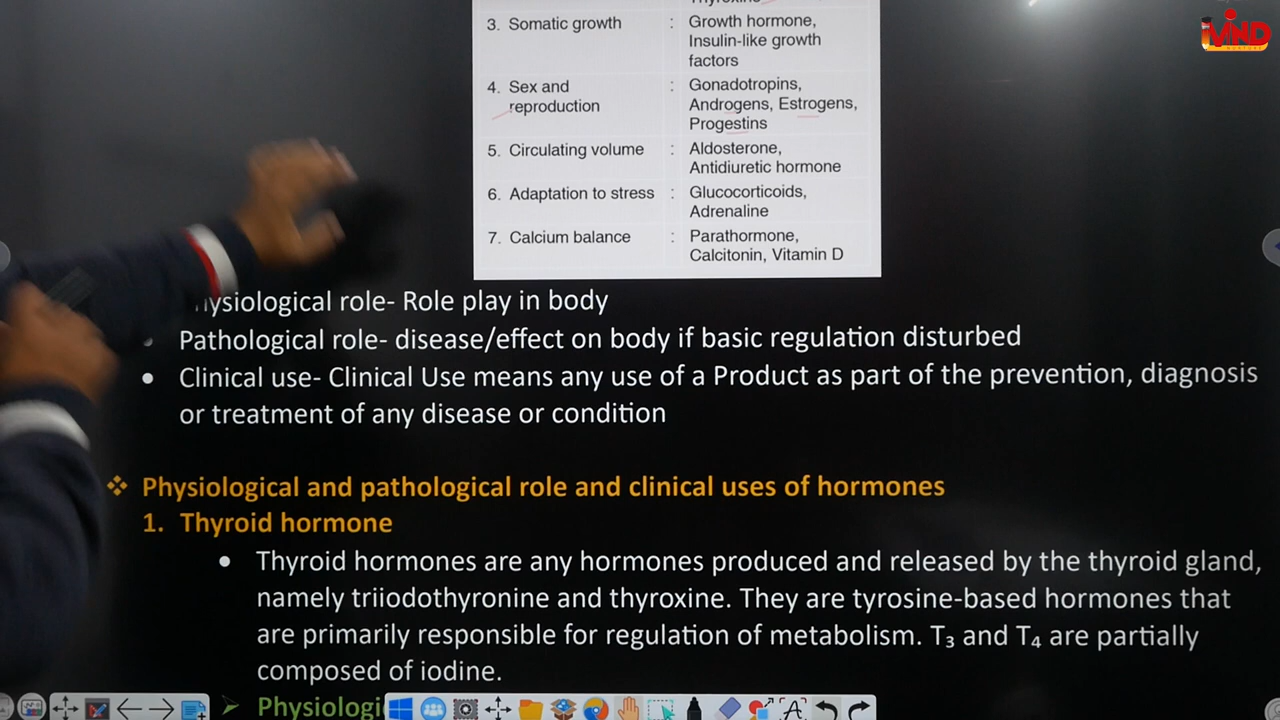 3. Somatic growth : Growth hormone,
Insulin-like growth
factors
4. Sex and : Gonadotropins,
reproduction Androgens, Estrogens,
Progestins
5. Circulating volume : Aldosterone,
Antidiuretic hormone
6. Adaptation to stress : Glucocorticoids,
Adrenaline
7. Calcium balance : Parathormone,
Calcitonin, Vitamin D
role- Role play in body
Pathological role- disease/effect on body if basic regulation disturbed
• Clinical use- Clinical Use means any use of a Product as part of the prevention, diagnosis
or treatment of any disease or condition
❖ Physiological and pathological role and clinical uses of hormones
1. Thyroid hormone
• Thyroid hormones are any hormones produced and released by the thyroid gland,
namely triiodothyronine and thyroxine. They are tyrosine-based hormones that
are primarily responsible for regulation of metabolism. T₃ and T₄ are partially
composed of iodine.